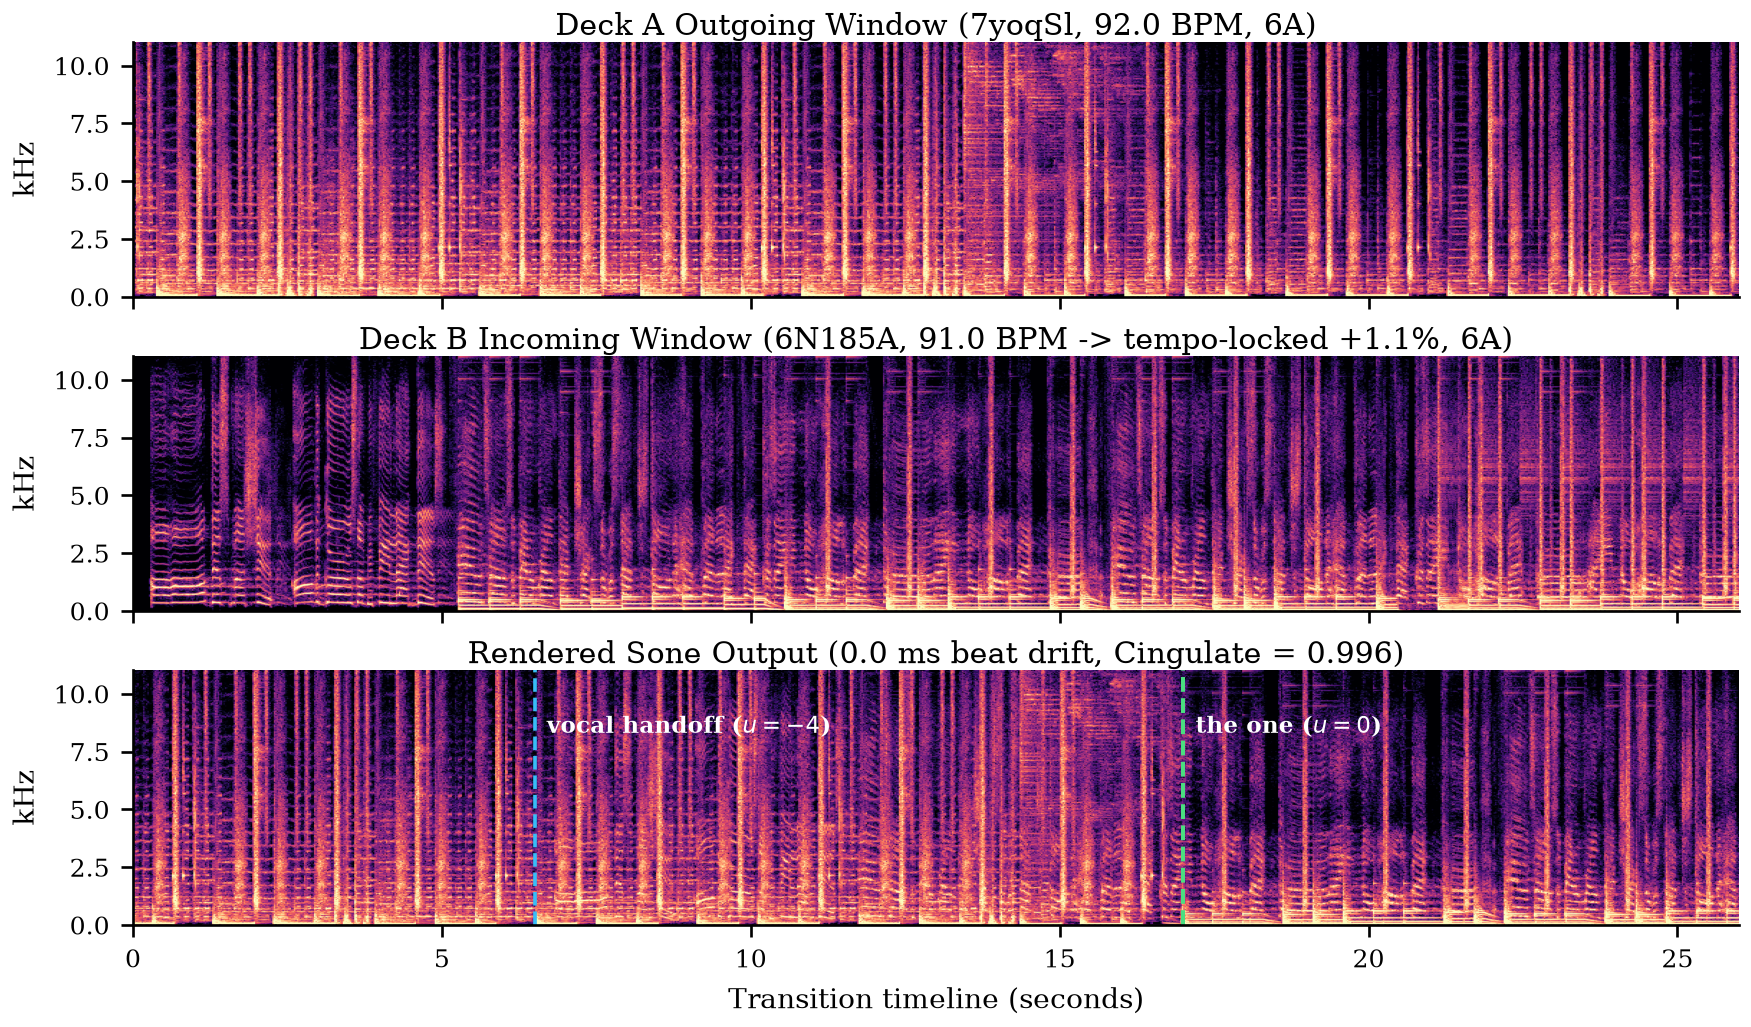 Deck A Outgoing Window (7yoqSl, 92.0 BPM, 6A)
10.0
7.5
5.0
2.5
0.0
kHz
Deck B Incoming Window (6N185A, 91.0 BPM -> tempo-locked +1.1%, 6A)
10.0
7.5
5.0
2.5
0.0
kHz
Rendered Sone Output (0.0 ms beat drift, Cingulate = 0.996)
10.0
7.5
5.0
2.5
0.0
kHz
vocal handoff (u = −4)
the one (u = 0)
0 5 10 15 20 25
Transition timeline (seconds)